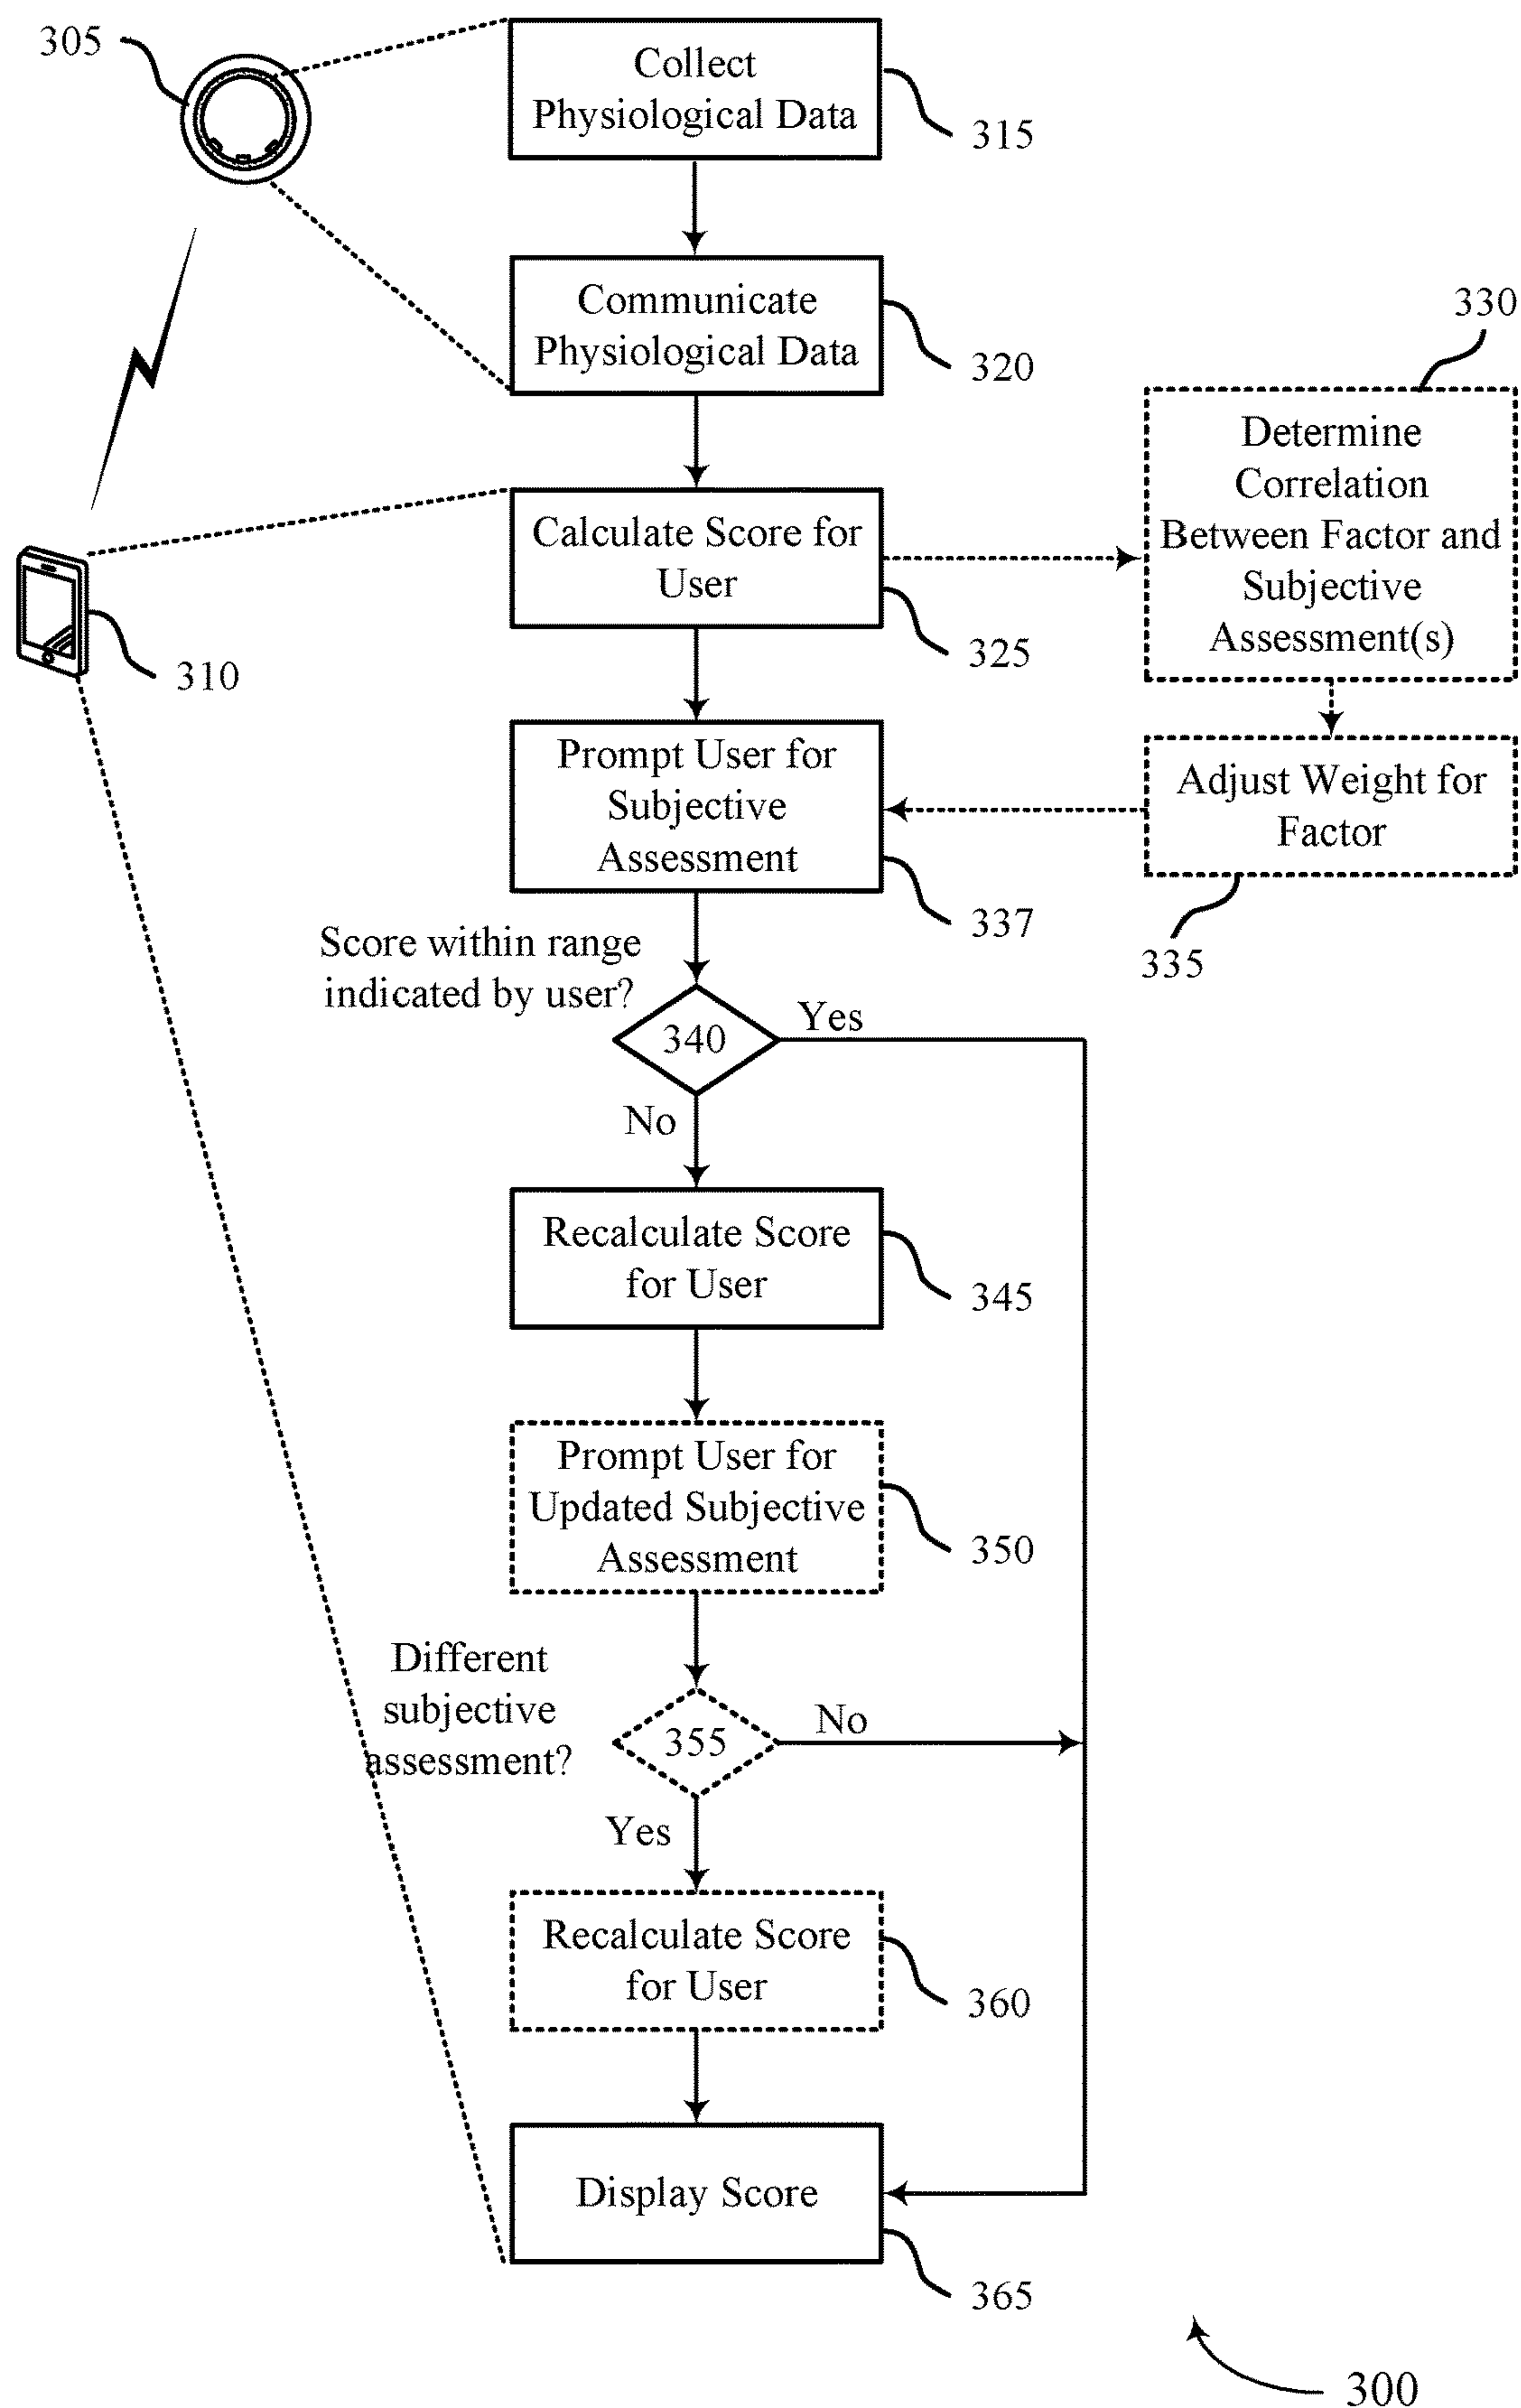 305
Collect
Physiological Data
315
Communicate
Physiological Data
320
330
Determine
Correlation
Between Factor and
Subjective
Assessment(s)
Calculate Score for
User
325
310
Prompt User for
Subjective
Assessment
337
Adjust Weight for
Factor
335
Score within range
indicated by user?
340
Yes
No
Recalculate Score
for User
345
Prompt User for
Updated Subjective
Assessment
350
Different
subjective
assessment?
355
No
Yes
Recalculate Score
for User
360
Display Score
365
300